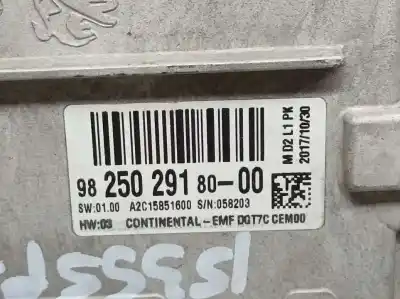 98 250 291 80-00
SW:01.00 A2C15851600 S/N:058203
HW:03 CONTINENTAL-EMF DGT7C CEM00
M D2 L1 PK
2017/10/30